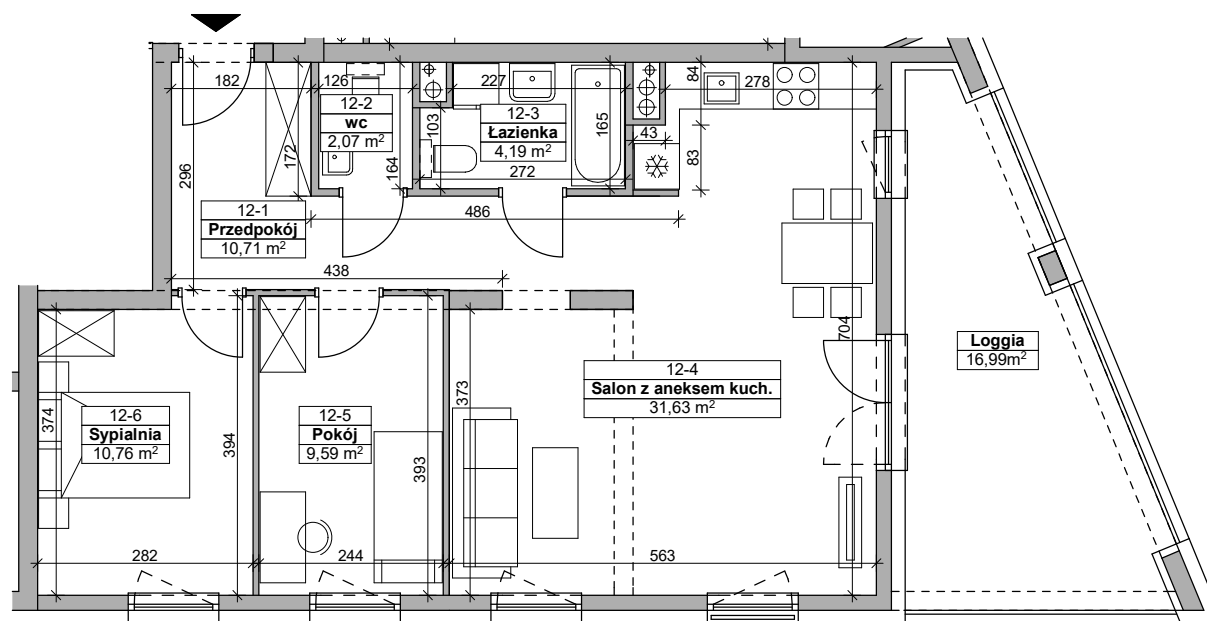 182
126
227
84
278
12-2
wc
2,07 m²
103
12-3
Łazienka
4,19 m²
165
43
83
296
172
164
272
12-1
Przedpokój
10,71 m²
486
438
704
Loggia
16,99m²
12-4
Salon z aneksem kuch.
31,63 m²
373
374
12-6
Sypialnia
10,76 m²
394
12-5
Pokój
9,59 m²
393
282
244
563